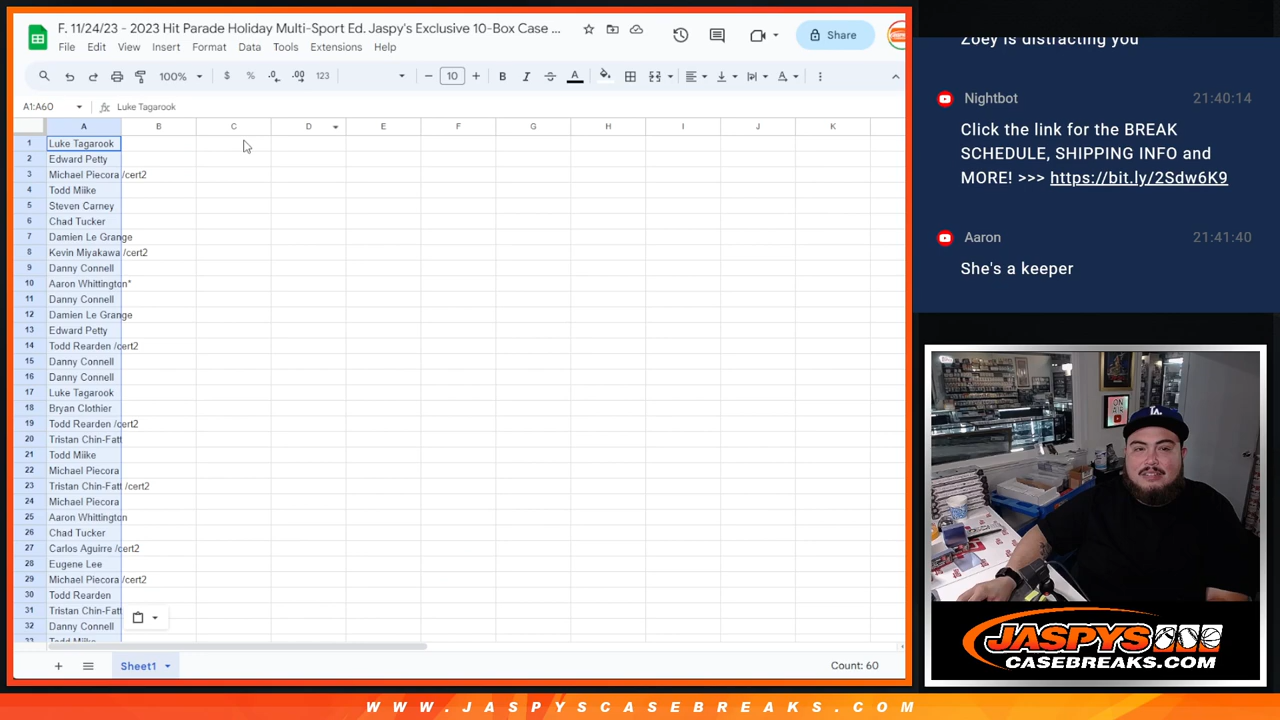 F. 11/24/23 - 2023 Hit Parade Holiday Multi-Sport Ed. Jaspy's Exclusive 10-Box Case ...
Share
File Edit View Insert Format Data Tools Extensions Help
100% $ % .0 .00 123 10 B I A
A1:A60 Luke Tagarook
A B C D E F G H I J K
1 Luke Tagarook
2 Edward Petty
3 Michael Piecora /cert2
4 Todd Miike
5 Steven Carney
6 Chad Tucker
7 Damien Le Grange
8 Kevin Miyakawa /cert2
9 Danny Connell
10 Aaron Whittington*
11 Danny Connell
12 Damien Le Grange
13 Edward Petty
14 Todd Rearden /cert2
15 Danny Connell
16 Danny Connell
17 Luke Tagarook
18 Bryan Clothier
19 Todd Rearden /cert2
20 Tristan Chin-Fatt
21 Todd Miike
22 Michael Piecora
23 Tristan Chin-Fatt /cert2
24 Michael Piecora
25 Aaron Whittington
26 Chad Tucker
27 Carlos Aguirre /cert2
28 Eugene Lee
29 Michael Piecora /cert2
30 Todd Rearden
31 Tristan Chin-Fatt
32 Danny Connell
33 Todd Miike
Sheet1
Count: 60
Zoey is distracting you
Nightbot 21:40:14
Click the link for the BREAK
SCHEDULE, SHIPPING INFO and
MORE! >>> https://bit.ly/2Sdw6K9
Aaron 21:41:40
She's a keeper
ON
AIR
LA
JASPYS
CASEBREAKS.COM
WWW.JASPYSCASEBREAKS.COM